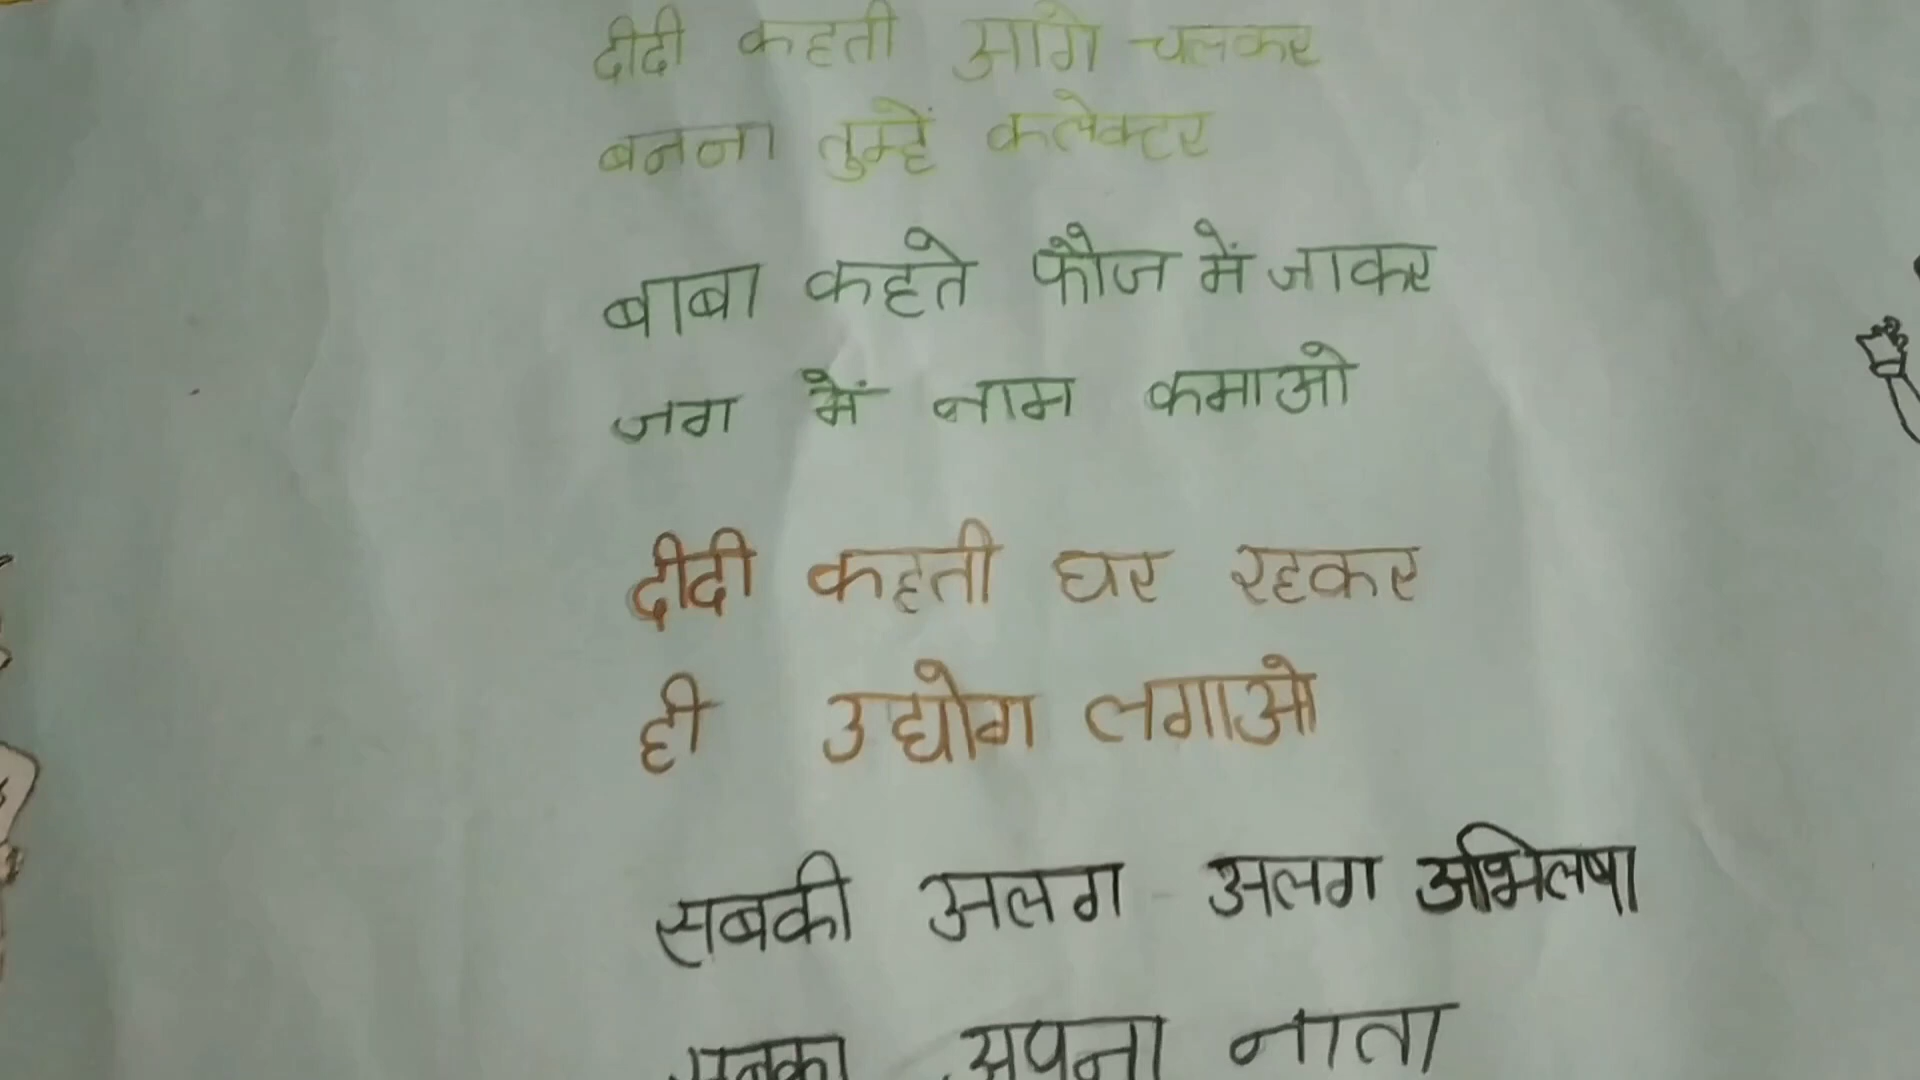 दीदी कहती आगे चलकर
बनना तुम्हें कलेक्टर
बाबा कहते फौज में जाकर
जग में नाम कमाओ
दीदी कहती घर रहकर
ही उद्योग लगाओ
सबकी अलग अलग अभिलषा
अपना नाता